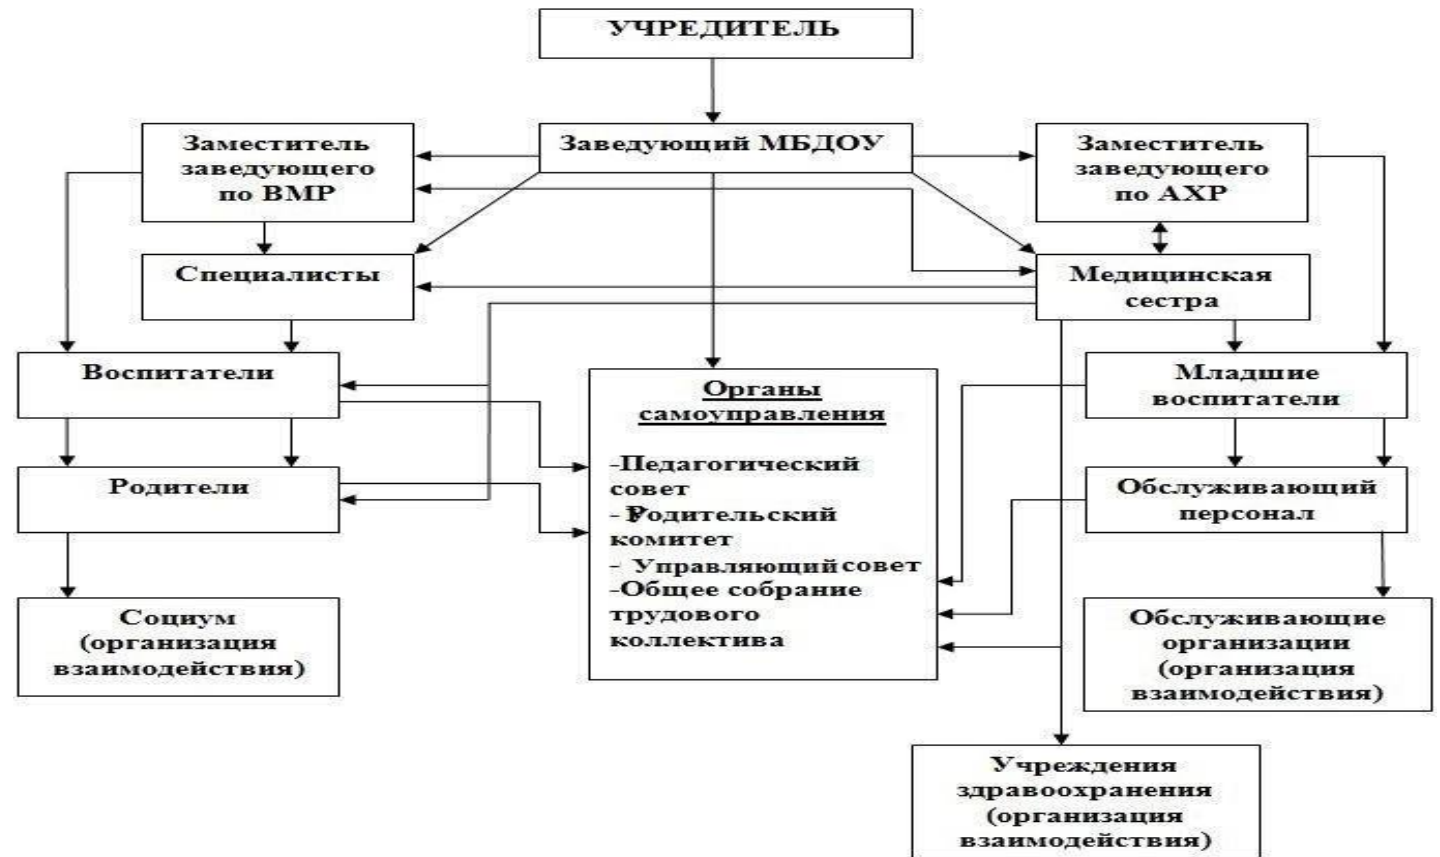 УЧРЕДИТЕЛЬ
Заместитель
заведующего
по ВМР
Заведующий МБДОУ
Заместитель
заведующего
по АХР
Специалисты
Медицинская
сестра
Воспитатели
Органы
самоуправления
-Педагогический
совет
- Родительский
комитет
- Управляющий совет
-Общее собрание
трудового
коллектива
Младшие
воспитатели
Родители
Обслуживающий
персонал
Социум
(организация
взаимодействия)
Обслуживающие
организации
(организация
взаимодействия)
Учреждения
здравоохранения
(организация
взаимодействия)